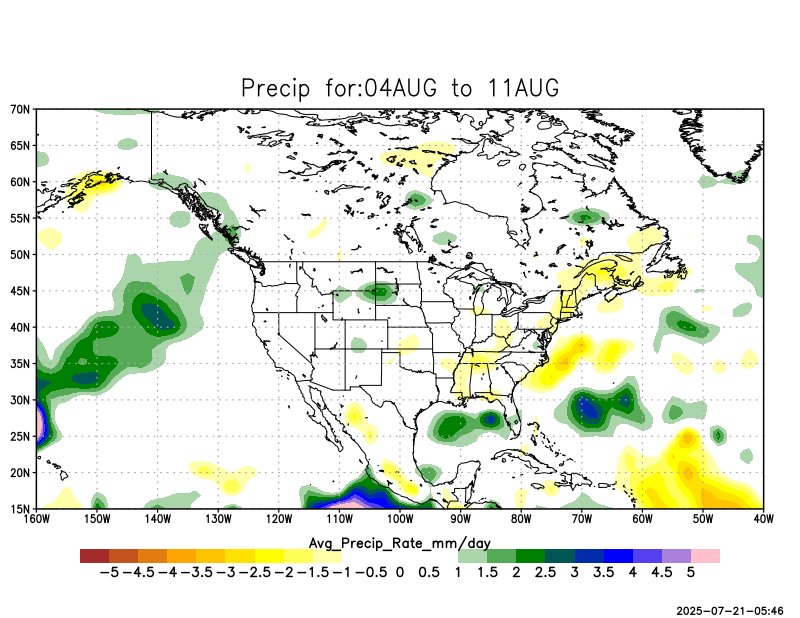 Precip for:04AUG to 11AUG
70N
65N
60N
55N
50N
45N
40N
35N
30N
25N
20N
15N
160W 150W 140W 130W 120W 110W 100W 90W 80W 70W 60W 50W 40W
Avg_Precip_Rate_mm/day
-5 -4.5 -4 -3.5 -3 -2.5 -2 -1.5 -1 -0.5 0 0.5 1 1.5 2 2.5 3 3.5 4 4.5 5
2025-07-21-05:46